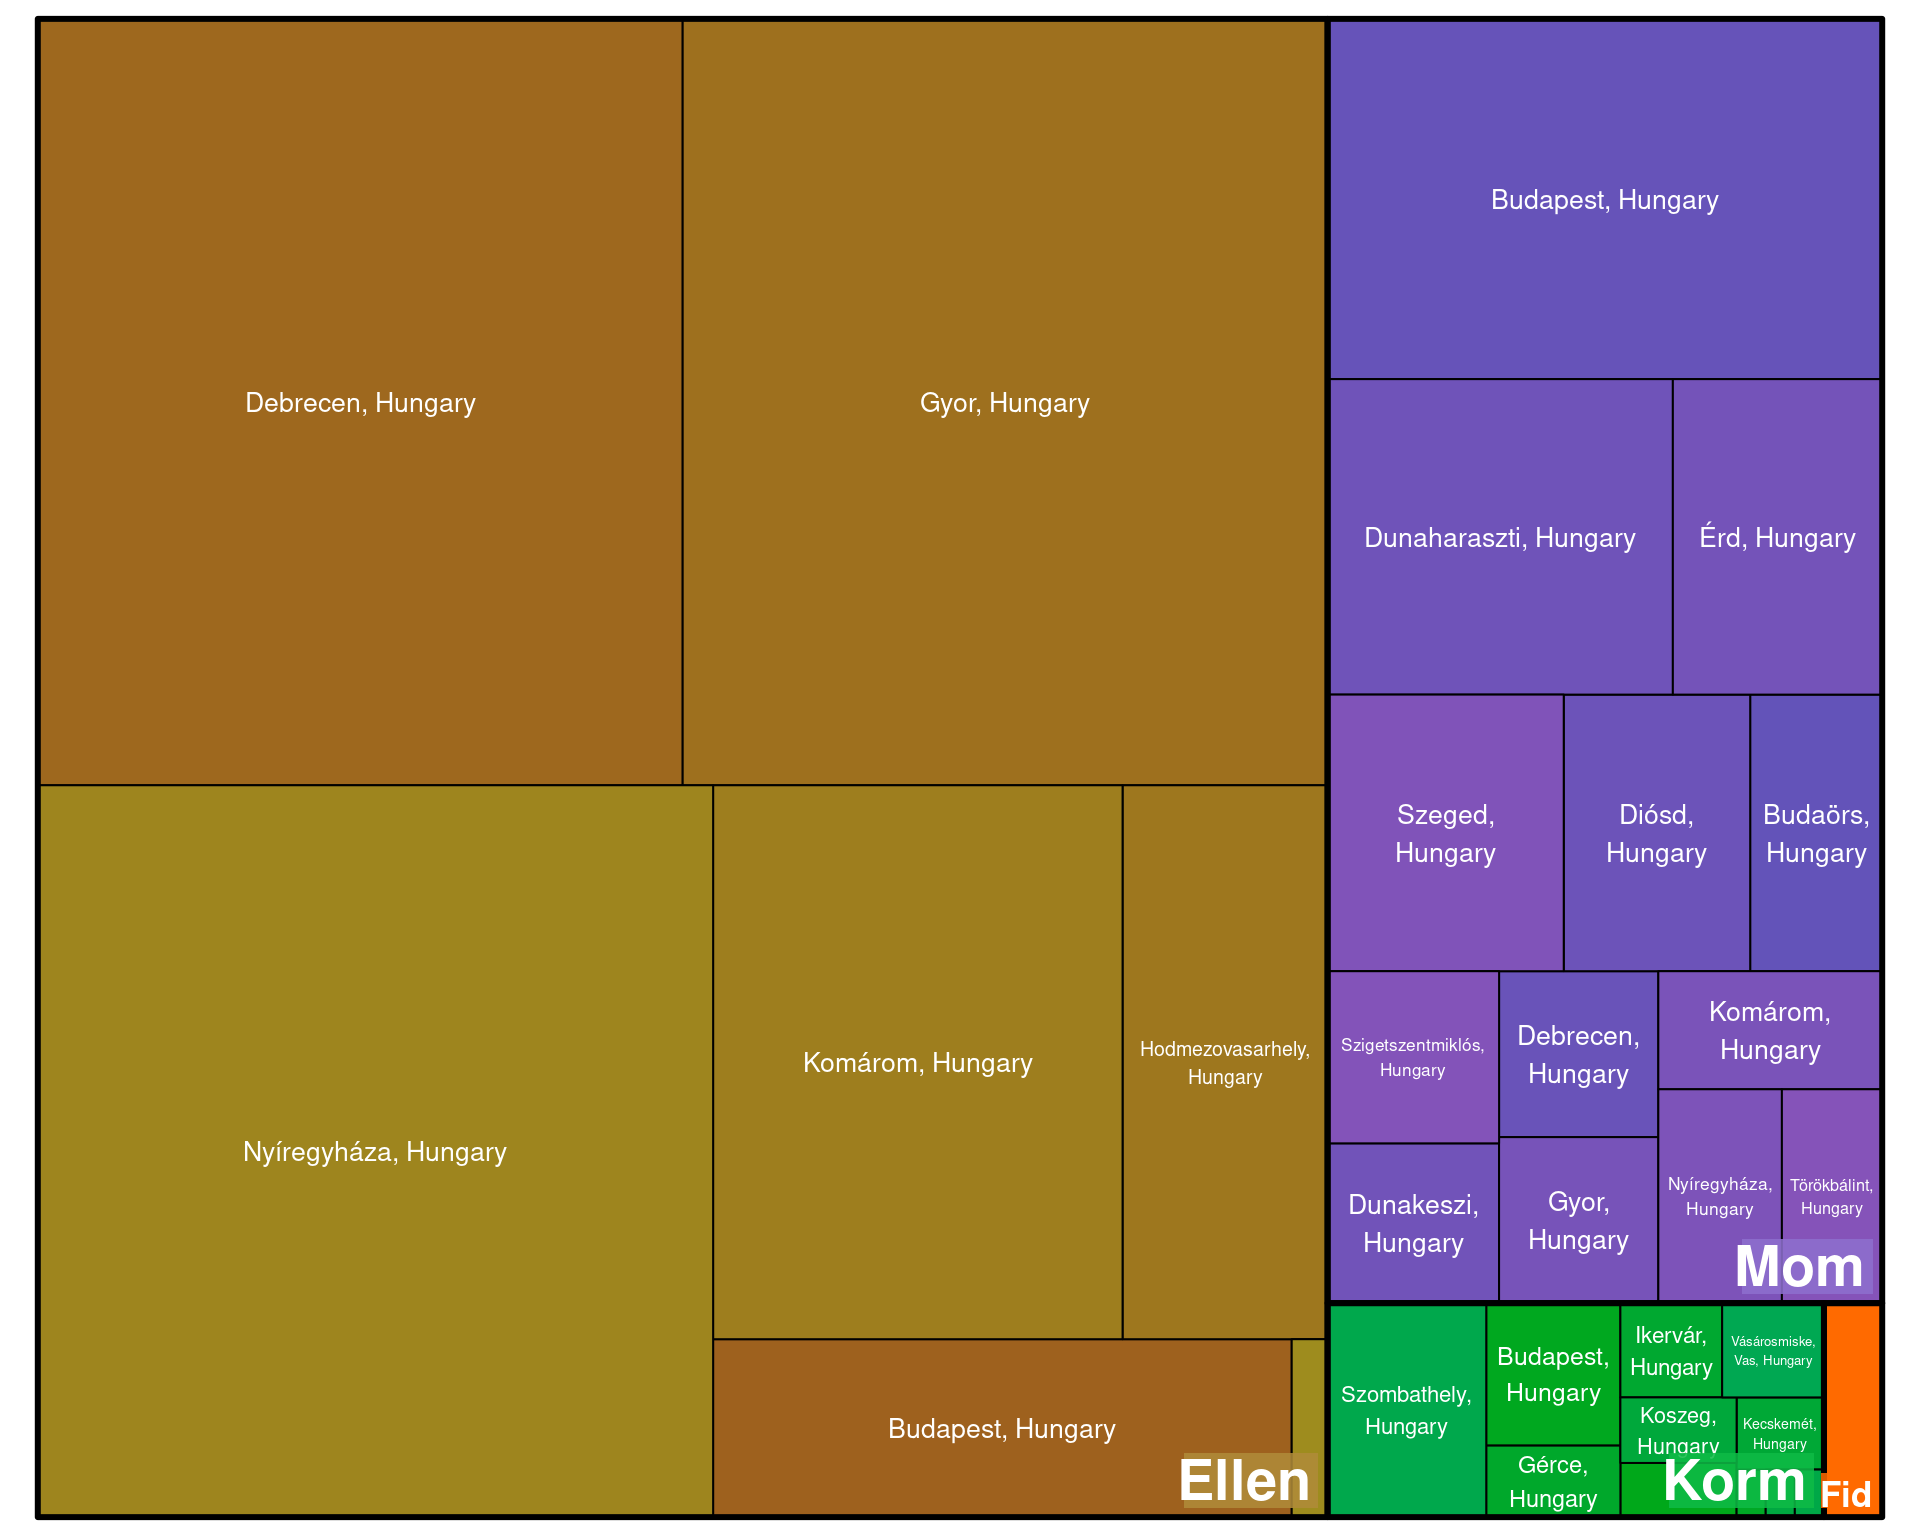 Debrecen, Hungary
Gyor, Hungary
Nyíregyháza, Hungary
Komárom, Hungary
Hodmezovasarhely,
Hungary
Budapest, Hungary
Ellen
Budapest, Hungary
Dunaharaszti, Hungary
Érd, Hungary
Szeged,
Hungary
Diósd,
Hungary
Budaörs,
Hungary
Szigetszentmiklós,
Hungary
Debrecen,
Hungary
Komárom,
Hungary
Dunakeszi,
Hungary
Gyor,
Hungary
Nyíregyháza,
Hungary
Törökbálint,
Hungary
Mom
Szombathely,
Hungary
Budapest,
Hungary
Gérce,
Hungary
Ikervár,
Hungary
Vásárosmiske,
Vas, Hungary
Koszeg,
Hungary
Kecskemét,
Hungary
Korm
Fid